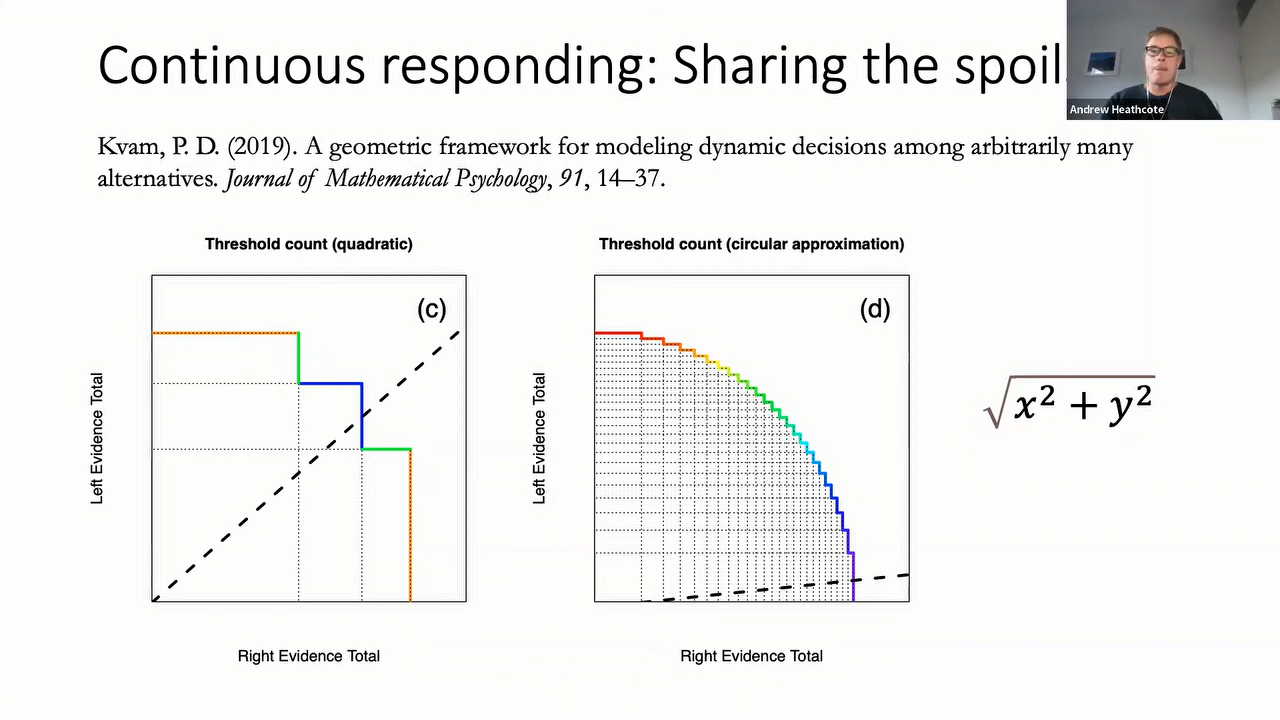 Continuous responding: Sharing the spoil
Andrew Heathcote
Kvam, P. D. (2019). A geometric framework for modeling dynamic decisions among arbitrarily many
alternatives. Journal of Mathematical Psychology, 91, 14–37.
Threshold count (quadratic)
(c)
Left Evidence Total
Right Evidence Total
Threshold count (circular approximation)
(d)
Left Evidence Total
Right Evidence Total
√x² + y²